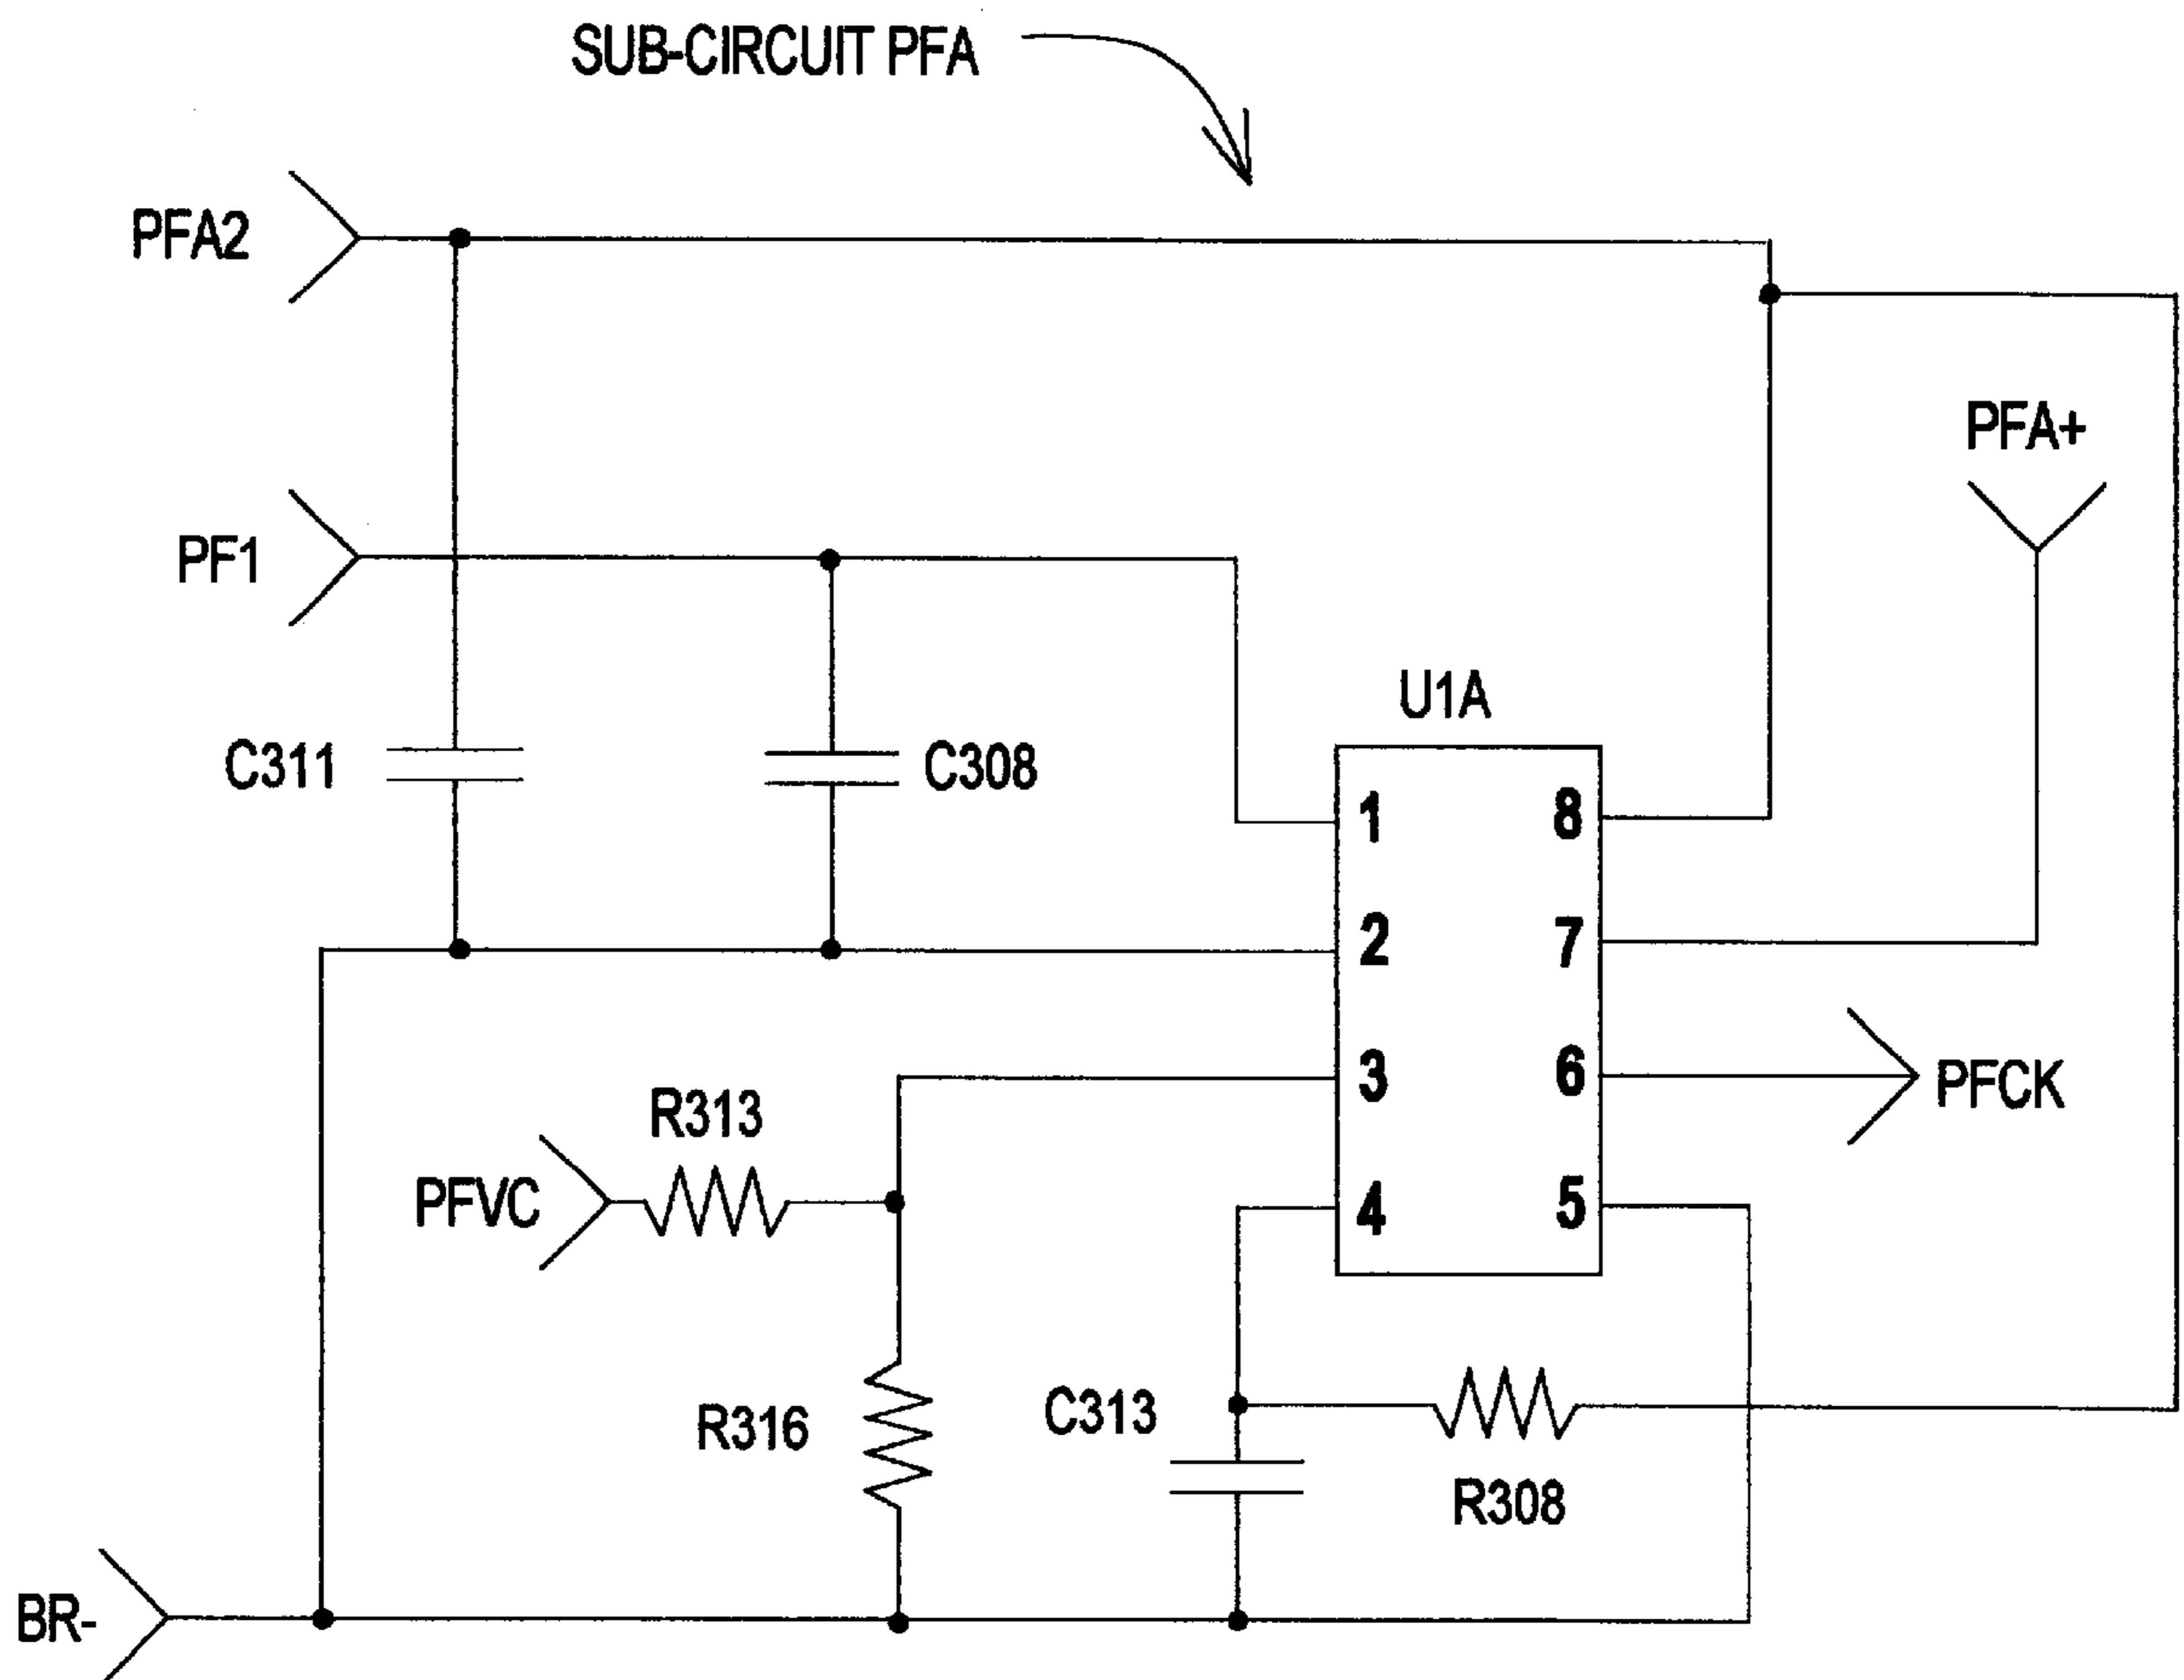 SUB-CIRCUIT PFA
PFA2
PFA+
PF1
U1A
C311
C308
1
8
2
7
3
6
PFCK
R313
PFVC
4
5
C313
R316
R308
BR-